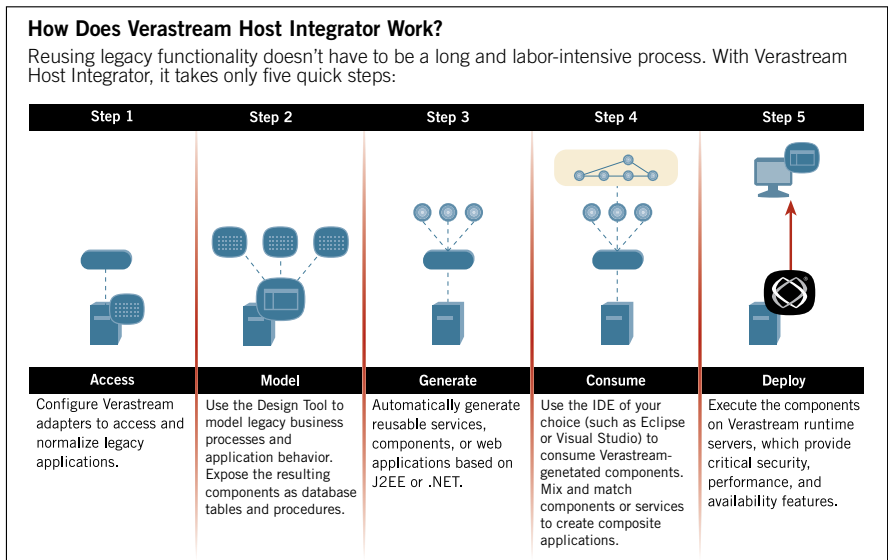 How Does Verastream Host Integrator Work?
Reusing legacy functionality doesn't have to be a long and labor-intensive process. With Verastream
Host Integrator, it takes only five quick steps:
Step 1
Step 2
Step 3
Step 4
Step 5
®
Access
Model
Generate
Consume
Deploy
Configure Verastream
adapters to access and
normalize legacy
applications.
Use the Design Tool to
model legacy business
processes and
application behavior.
Expose the resulting
components as database
tables and procedures.
Automatically generate
reusable services,
components, or web
applications based on
J2EE or .NET.
Use the IDE of your
choice (such as Eclipse
or Visual Studio) to
consume Verastream-
genetated components.
Mix and match
components or services
to create composite
applications.
Execute the components
on Verastream runtime
servers, which provide
critical security,
performance, and
availability features.